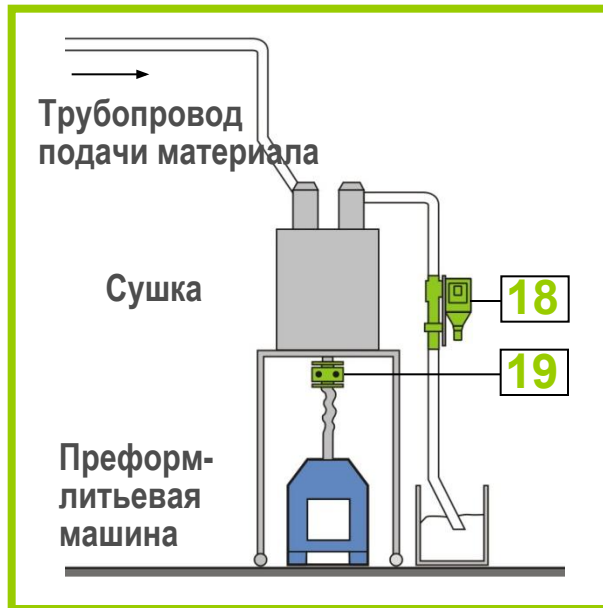 Трубопровод
подачи материала
Сушка
18
19
Преформ-
литьевая
машина